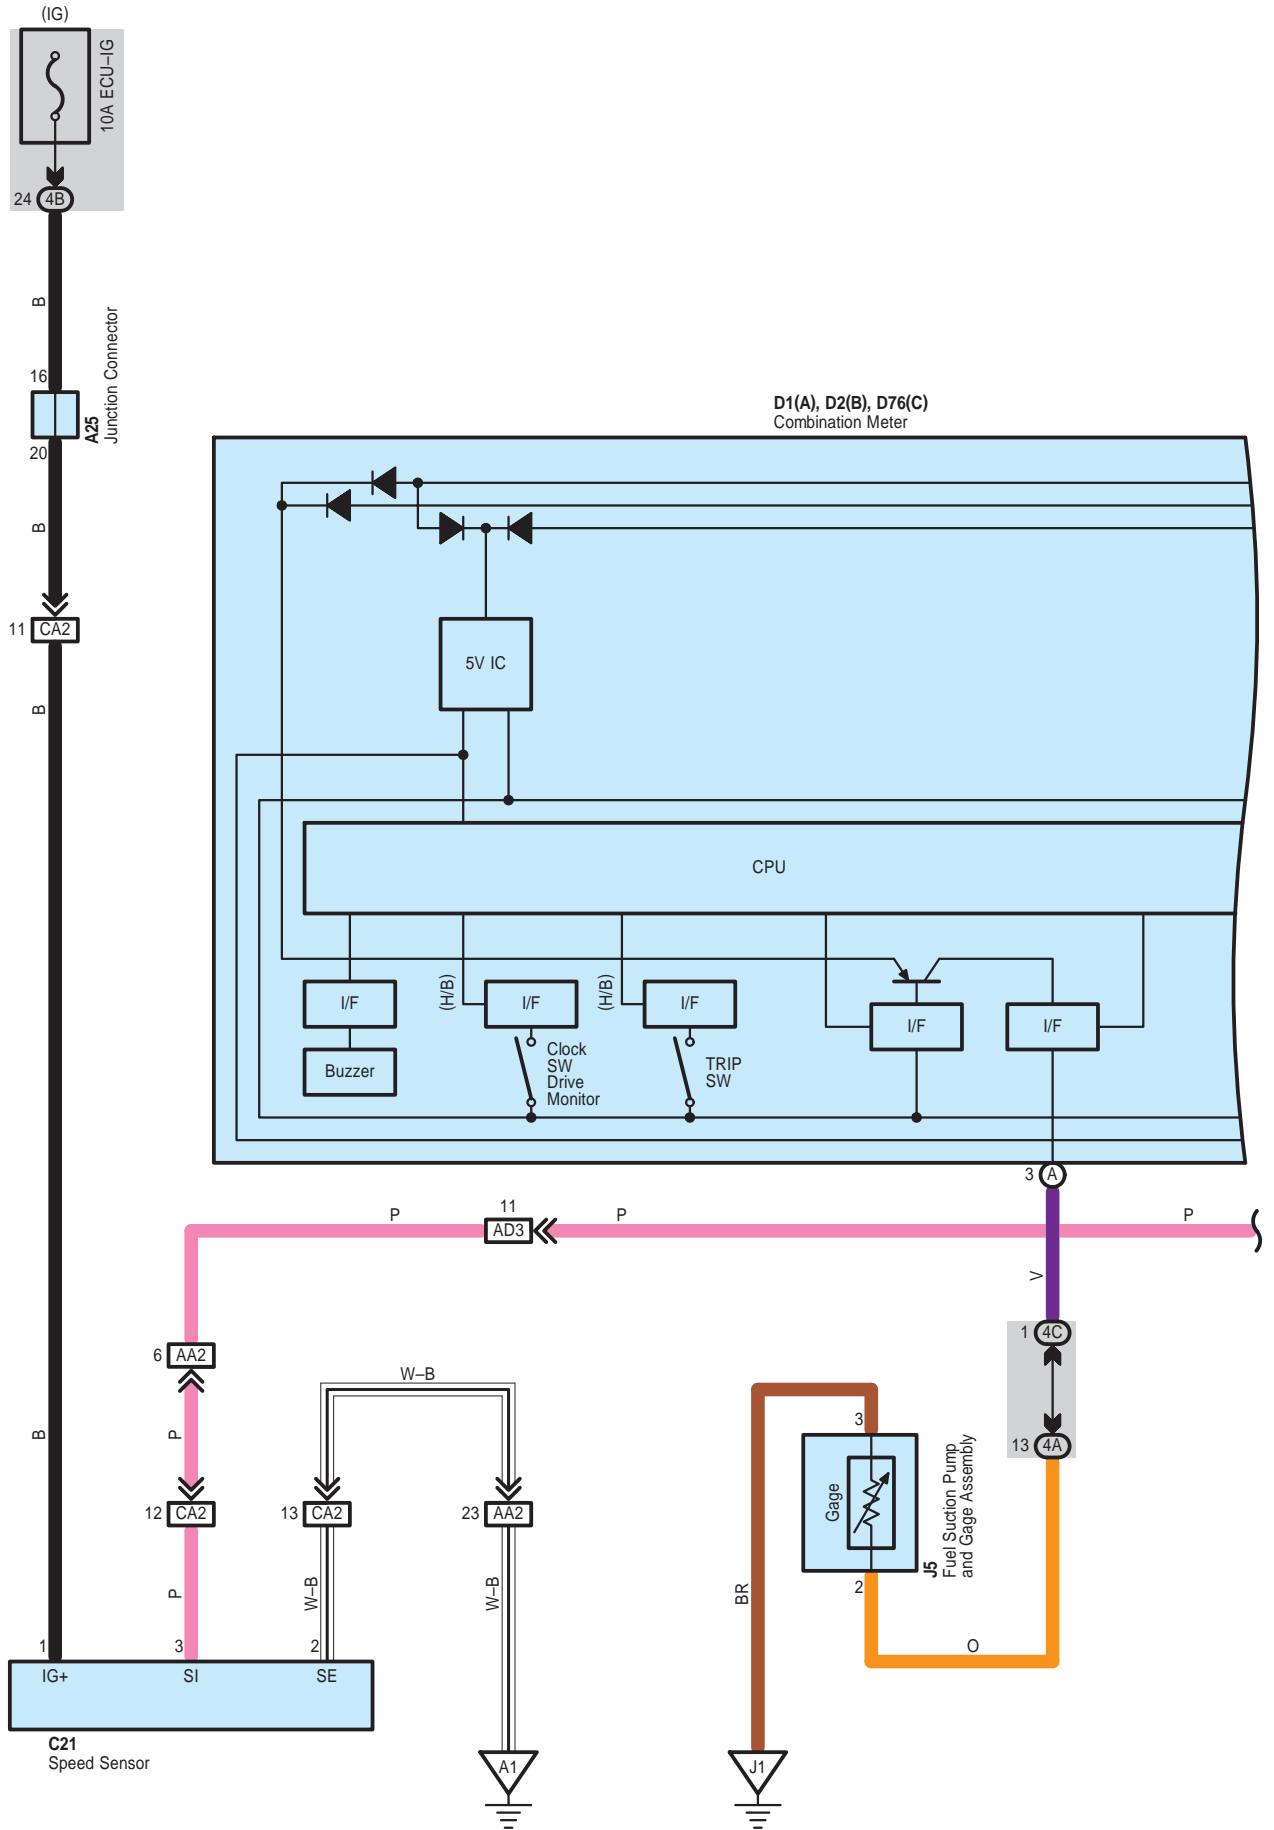 (IG)
10A ECU–IG
24 4B
B
16
A25
Junction Connector
20
B
11 CA2
B
D1(A), D2(B), D76(C)
Combination Meter
5V IC
CPU
(H/B)
(H/B)
I/F
I/F
I/F
I/F
I/F
Buzzer
Clock
SW
Drive
Monitor
TRIP
SW
3 A
11
P
AD3
P
P
V
1 4C
6 AA2
W–B
B
P
3
13 4A
Gage
J5
Fuel Suction Pump
and Gage Assembly
12 CA2
13 CA2
23 AA2
2
P
W–B
W–B
BR
O
1
3
2
IG+
SI
SE
C21
Speed Sensor
A1
J1